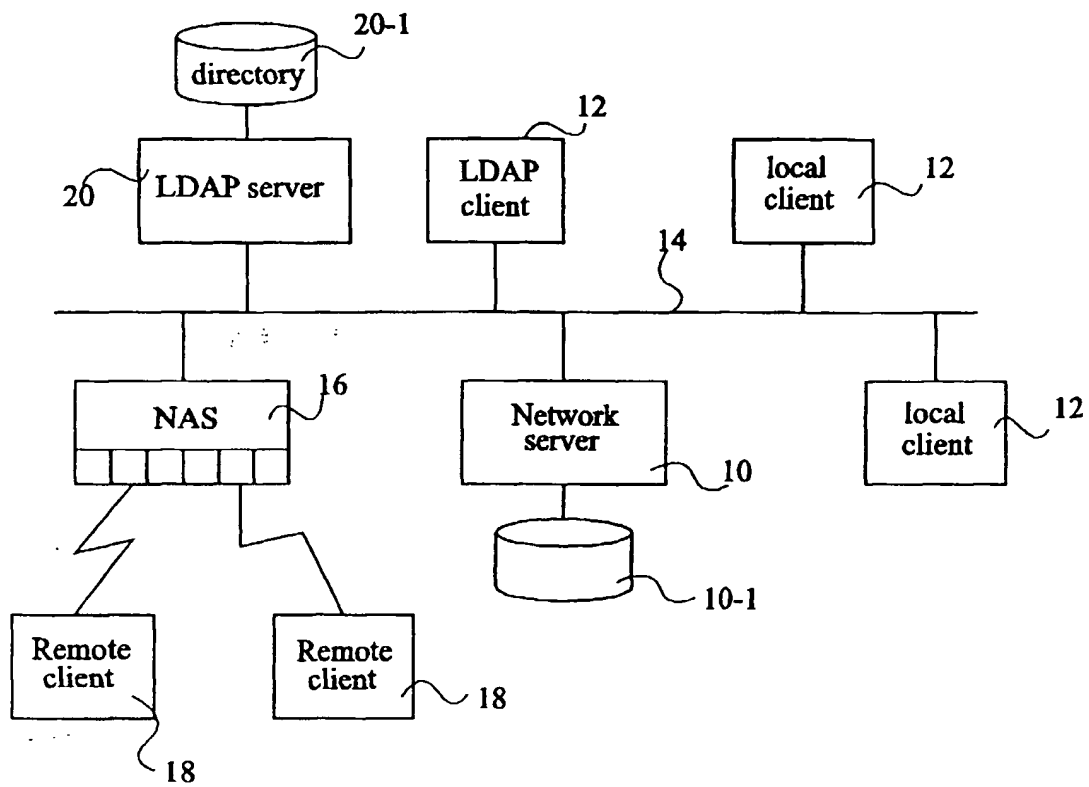 20-1
directory
12
20
LDAP server
LDAP
client
local
client
12
14
16
NAS
Network
server
10
local
client
12
10-1
Remote
client
18
Remote
client
18